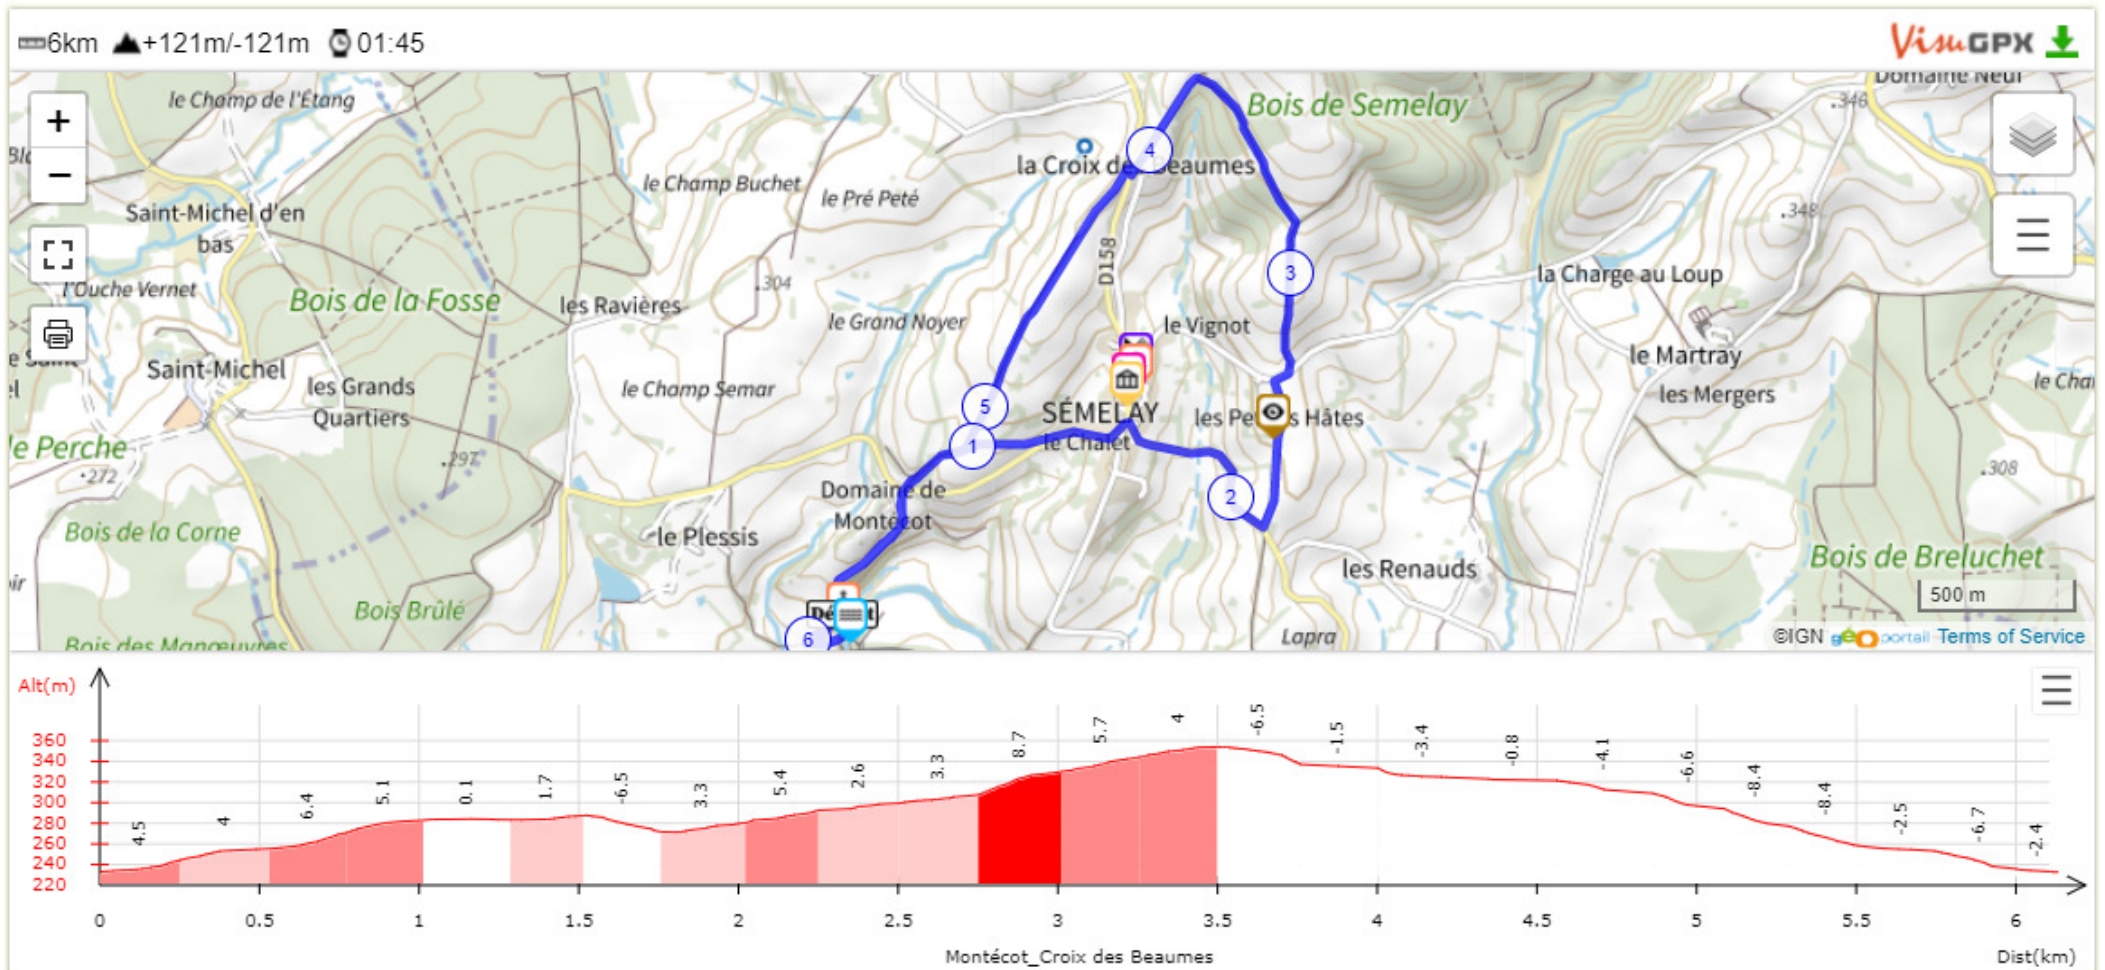 6km +121m/-121m 01:45
VisuGPX
Domaine Neuf
le Champ de l'Étang
Bois de Semelay
346
+
−
la Croix de Beaumes
4
le Champ Buchet
le Pré Peté
Saint-Michel d'en
bas
348
D158
3
la Charge au Loup
l'Ouche Vernet
304
Bois de la Fosse
les Ravières
le Grand Noyer
le Vignot
le Martray
Saint-Michel
les Grands
Quartiers
le Champ Semar
les Mergers
5
SÉMELAY
les Pe s Hâtes
1
le Chalet
le Perche
272
297
308
Domaine de
Montécot
2
Bois de la Corne
le Plessis
les Renauds
Bois de Breluchet
500 m
Bois Brûlé
6
Lapra
Bois des Manœuvres
©IGN géoportail Terms of Service
Alt(m)
360
340
320
300
280
260
240
220
4.5
4
6.4
5.1
0.1
1.7
-6.5
3.3
5.4
2.6
3.3
8.7
5.7
4
-6.5
-1.5
-3.4
-0.8
-4.1
-6.6
-8.4
-8.4
-2.5
-6.7
-2.4
0 0.5 1 1.5 2 2.5 3 3.5 4 4.5 5 5.5 6
Montécot_Croix des Beaumes
Dist(km)